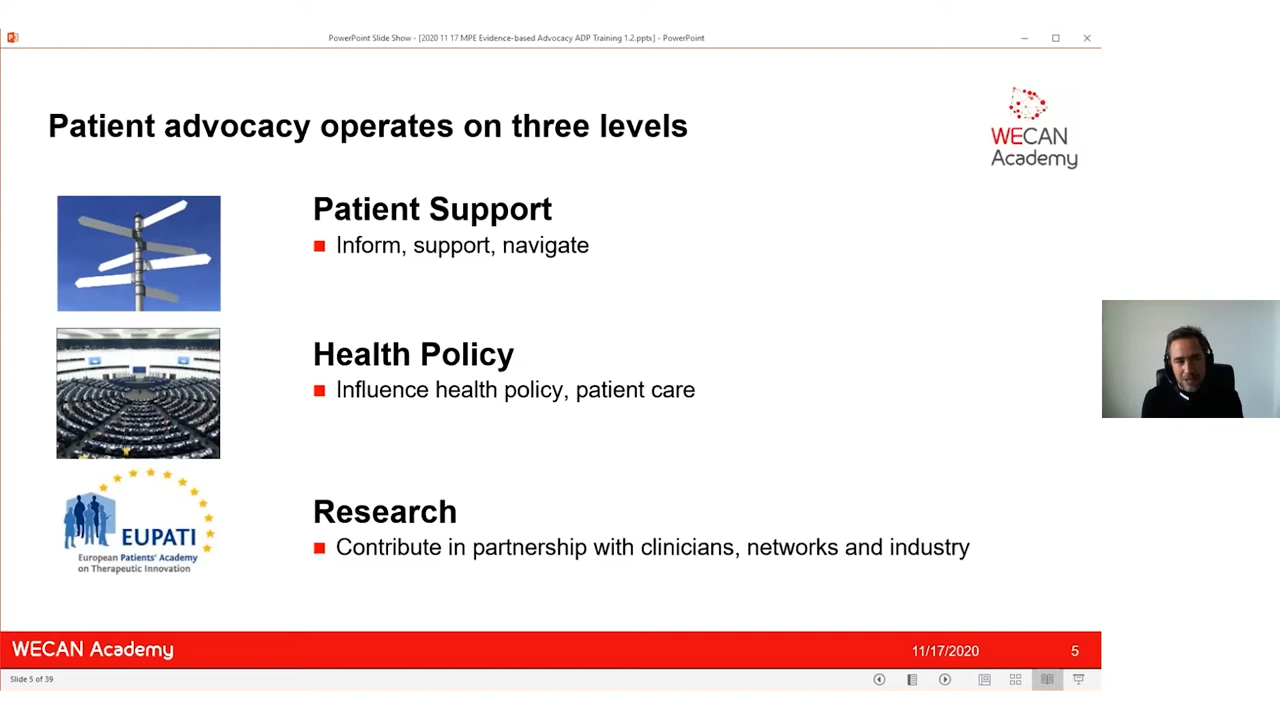 PowerPoint Slide Show - [2020 11 17 MPE Evidence-based Advocacy ADP Training 1.2.pptx] - PowerPoint
Patient advocacy operates on three levels
WECAN
Academy
Patient Support
Inform, support, navigate
Health Policy
Influence health policy, patient care
EUPATI
European Patients' Academy
on Therapeutic Innovation
Research
Contribute in partnership with clinicians, networks and industry
WECAN Academy
11/17/2020
5
Slide 5 of 39